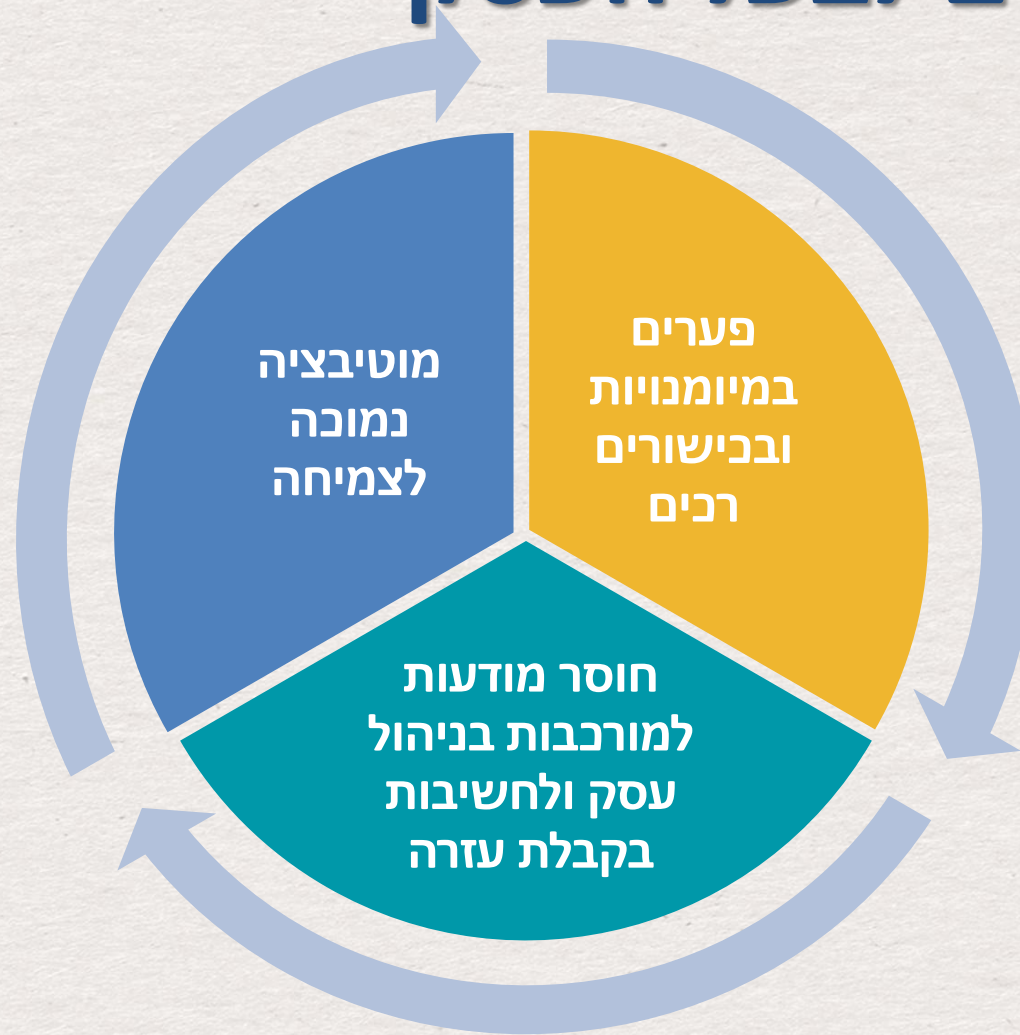 פערים
במיומנויות
ובכישורים
רכים
חוסר מודעות
למורכבות בניהול
עסק ולחשיבות
בקבלת עזרה
מוטיבציה
נמוכה
לצמיחה